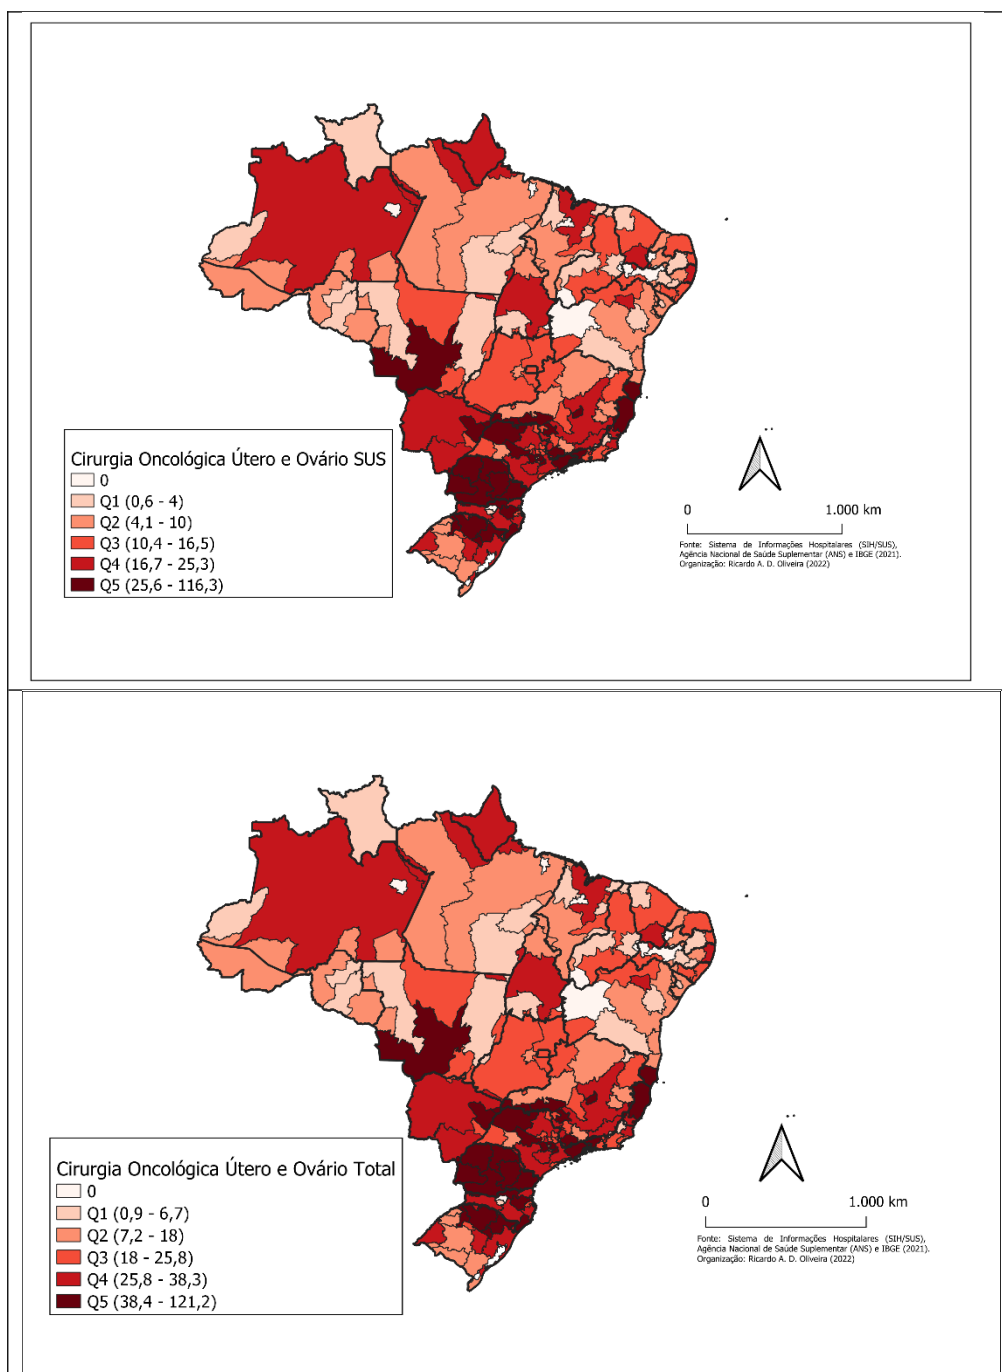 Cirurgia Oncológica Útero e Ovário SUS
0
Q1 (0,6 - 4)
Q2 (4,1 - 10)
Q3 (10,4 - 16,5)
Q4 (16,7 - 25,3)
Q5 (25,6 - 116,3)
0 1.000 km
Fonte: Sistema de Informações Hospitalares (SIH/SUS),
Agência Nacional de Saúde Suplementar (ANS) e IBGE (2021).
Organização: Ricardo A. D. Oliveira (2022)
Cirurgia Oncológica Útero e Ovário Total
0
Q1 (0,9 - 6,7)
Q2 (7,2 - 18)
Q3 (18 - 25,8)
Q4 (25,8 - 38,3)
Q5 (38,4 - 121,2)
0 1.000 km
Fonte: Sistema de Informações Hospitalares (SIH/SUS),
Agência Nacional de Saúde Suplementar (ANS) e IBGE (2021).
Organização: Ricardo A. D. Oliveira (2022)